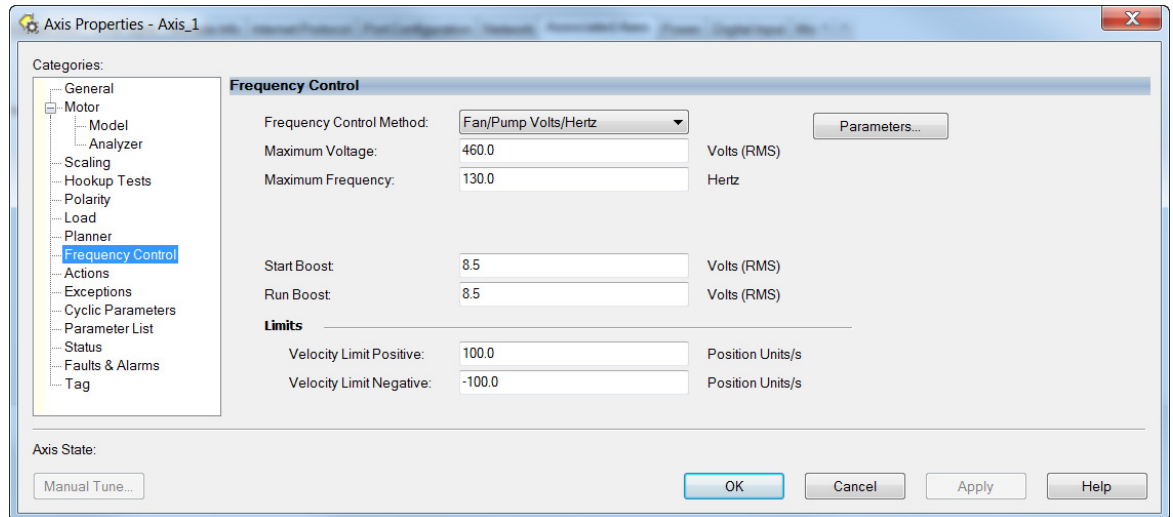 Axis Properties - Axis_1
X
Categories:
General
Motor
Model
Analyzer
Scaling
Hookup Tests
Polarity
Load
Planner
Frequency Control
Actions
Exceptions
Cyclic Parameters
Parameter List
Status
Faults & Alarms
Tag
Frequency Control
Frequency Control Method: Fan/Pump Volts/Hertz Parameters...
Maximum Voltage: 460.0 Volts (RMS)
Maximum Frequency: 130.0 Hertz
Start Boost: 8.5 Volts (RMS)
Run Boost: 8.5 Volts (RMS)
Limits
Velocity Limit Positive: 100.0 Position Units/s
Velocity Limit Negative: -100.0 Position Units/s
Axis State:
Manual Tune... OK Cancel Apply Help